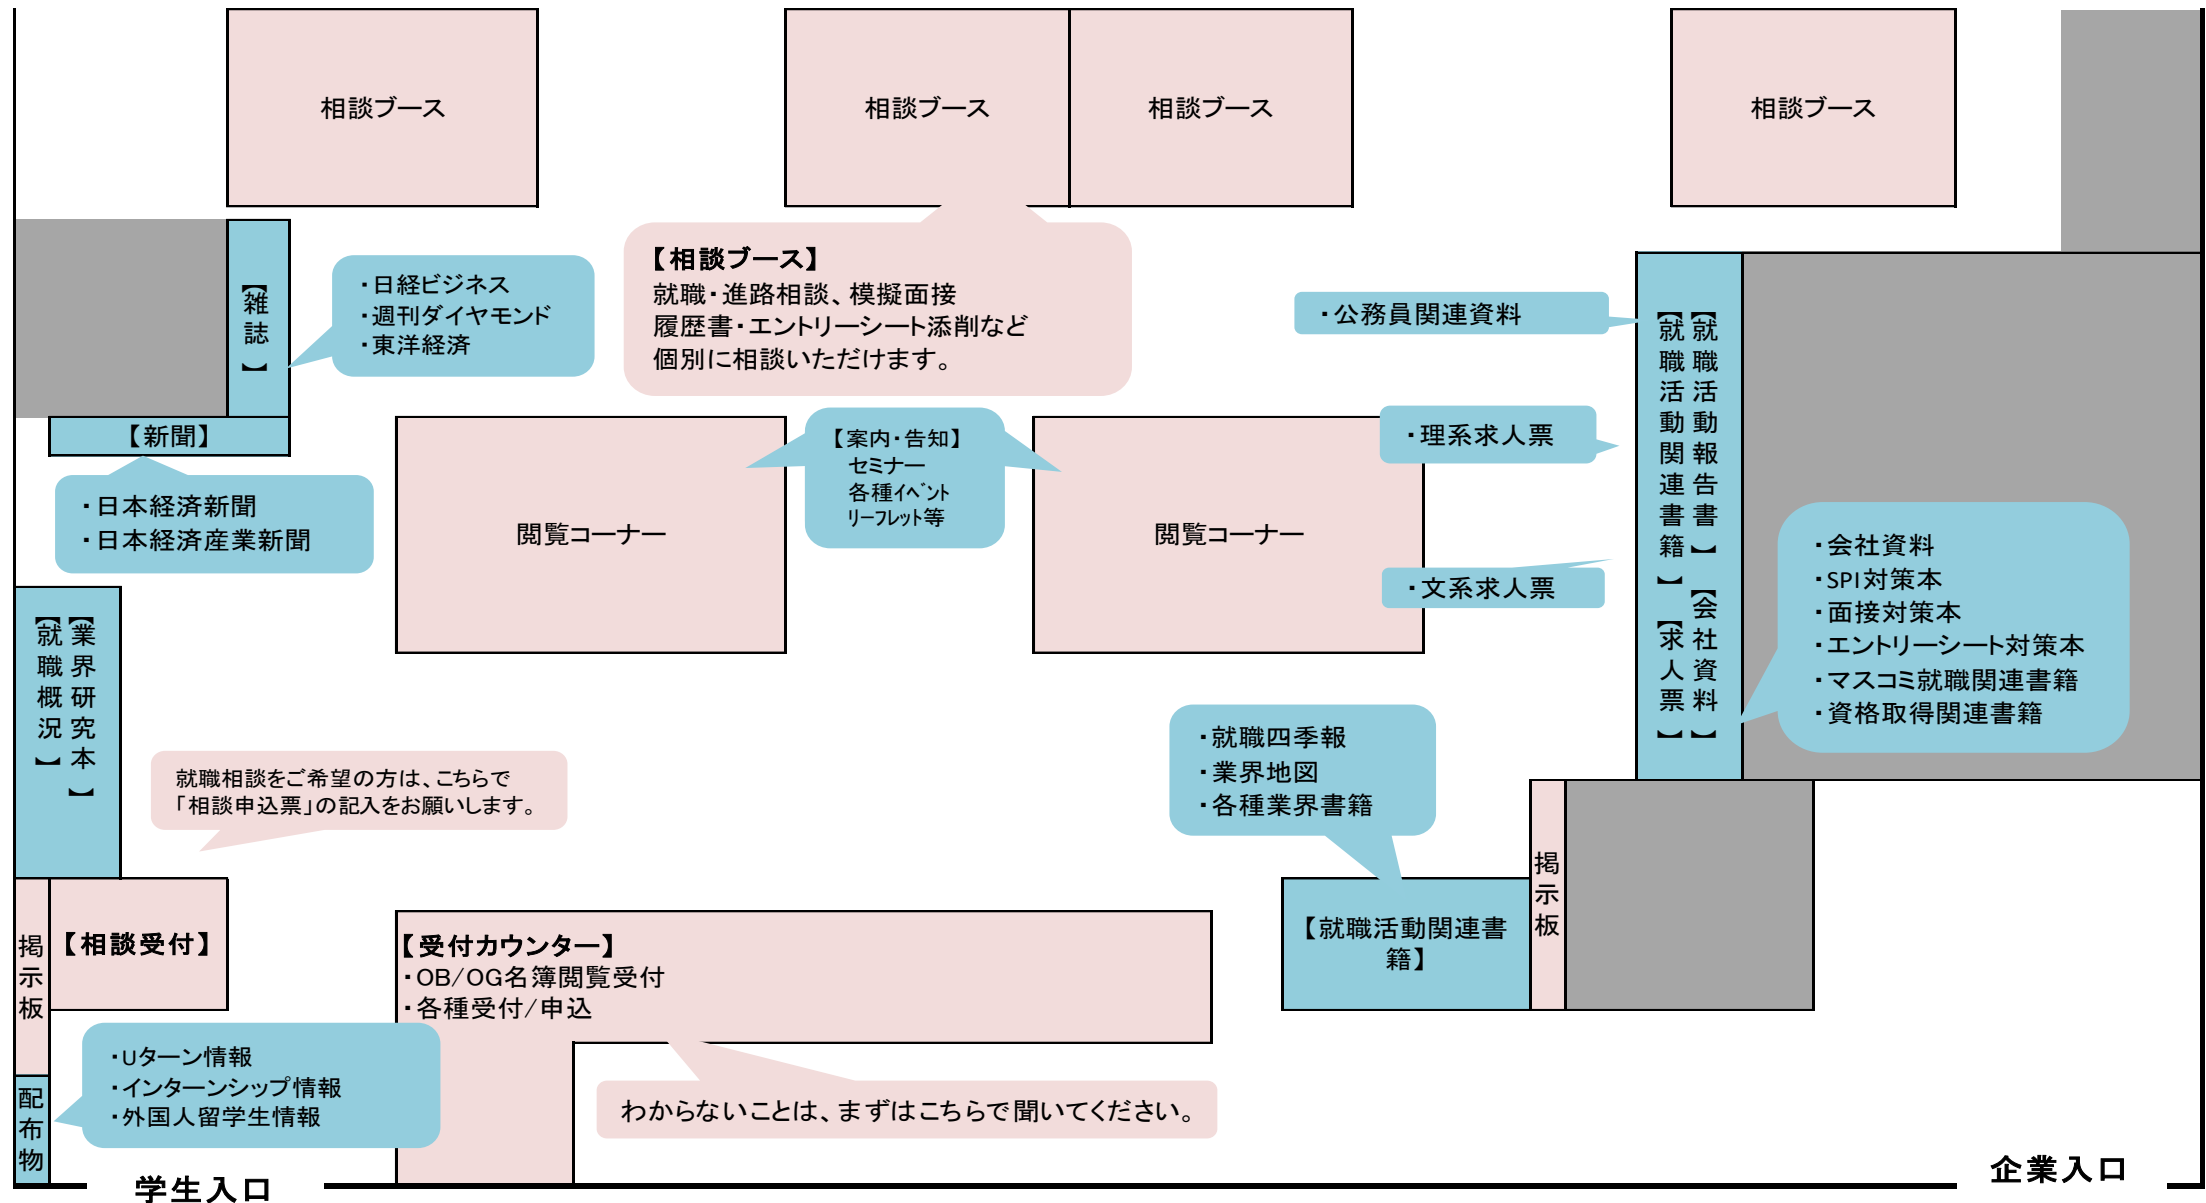 相談ブース
相談ブース
相談ブース
相談ブース
【相談ブース】
就職・進路相談、模擬面接
履歴書・エントリーシート添削など
個別に相談いただけます。
【雑誌】
・日経ビジネス
・週刊ダイヤモンド
・東洋経済
【新聞】
・日本経済新聞
・日本経済産業新聞
閲覧コーナー
【案内・告知】
セミナー
各種イベント
リーフレット等
閲覧コーナー
・公務員関連資料
・理系求人票
・文系求人票
【就職活動報告書】【会社資料】
【就職活動関連書籍】【求人票】
・会社資料
・SPI対策本
・面接対策本
・エントリーシート対策本
・マスコミ就職関連書籍
・資格取得関連書籍
【業界研究本】
【就職概況】
就職相談をご希望の方は、こちらで
「相談申込票」の記入をお願いします。
・就職四季報
・業界地図
・各種業界書籍
掲示板
【相談受付】
【受付カウンター】
・OB/OG名簿閲覧受付
・各種受付/申込
【就職活動関連書
籍】
掲示板
・Uターン情報
・インターンシップ情報
・外国人留学生情報
配布物
わからないことは、まずはこちらで聞いてください。
学生入口
企業入口